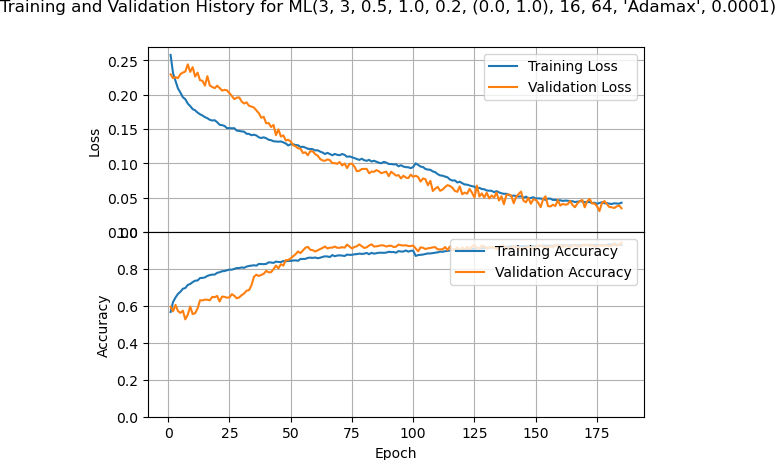 Training and Validation History for ML(3, 3, 0.5, 1.0, 0.2, (0.0, 1.0), 16, 64, 'Adamax', 0.0001)
0.25
0.20
0.15
0.10
0.05
0.00
Loss
Training Loss
Validation Loss
1.0
0.8
0.6
0.4
0.2
0.0
Accuracy
Training Accuracy
Validation Accuracy
0 25 50 75 100 125 150 175
Epoch